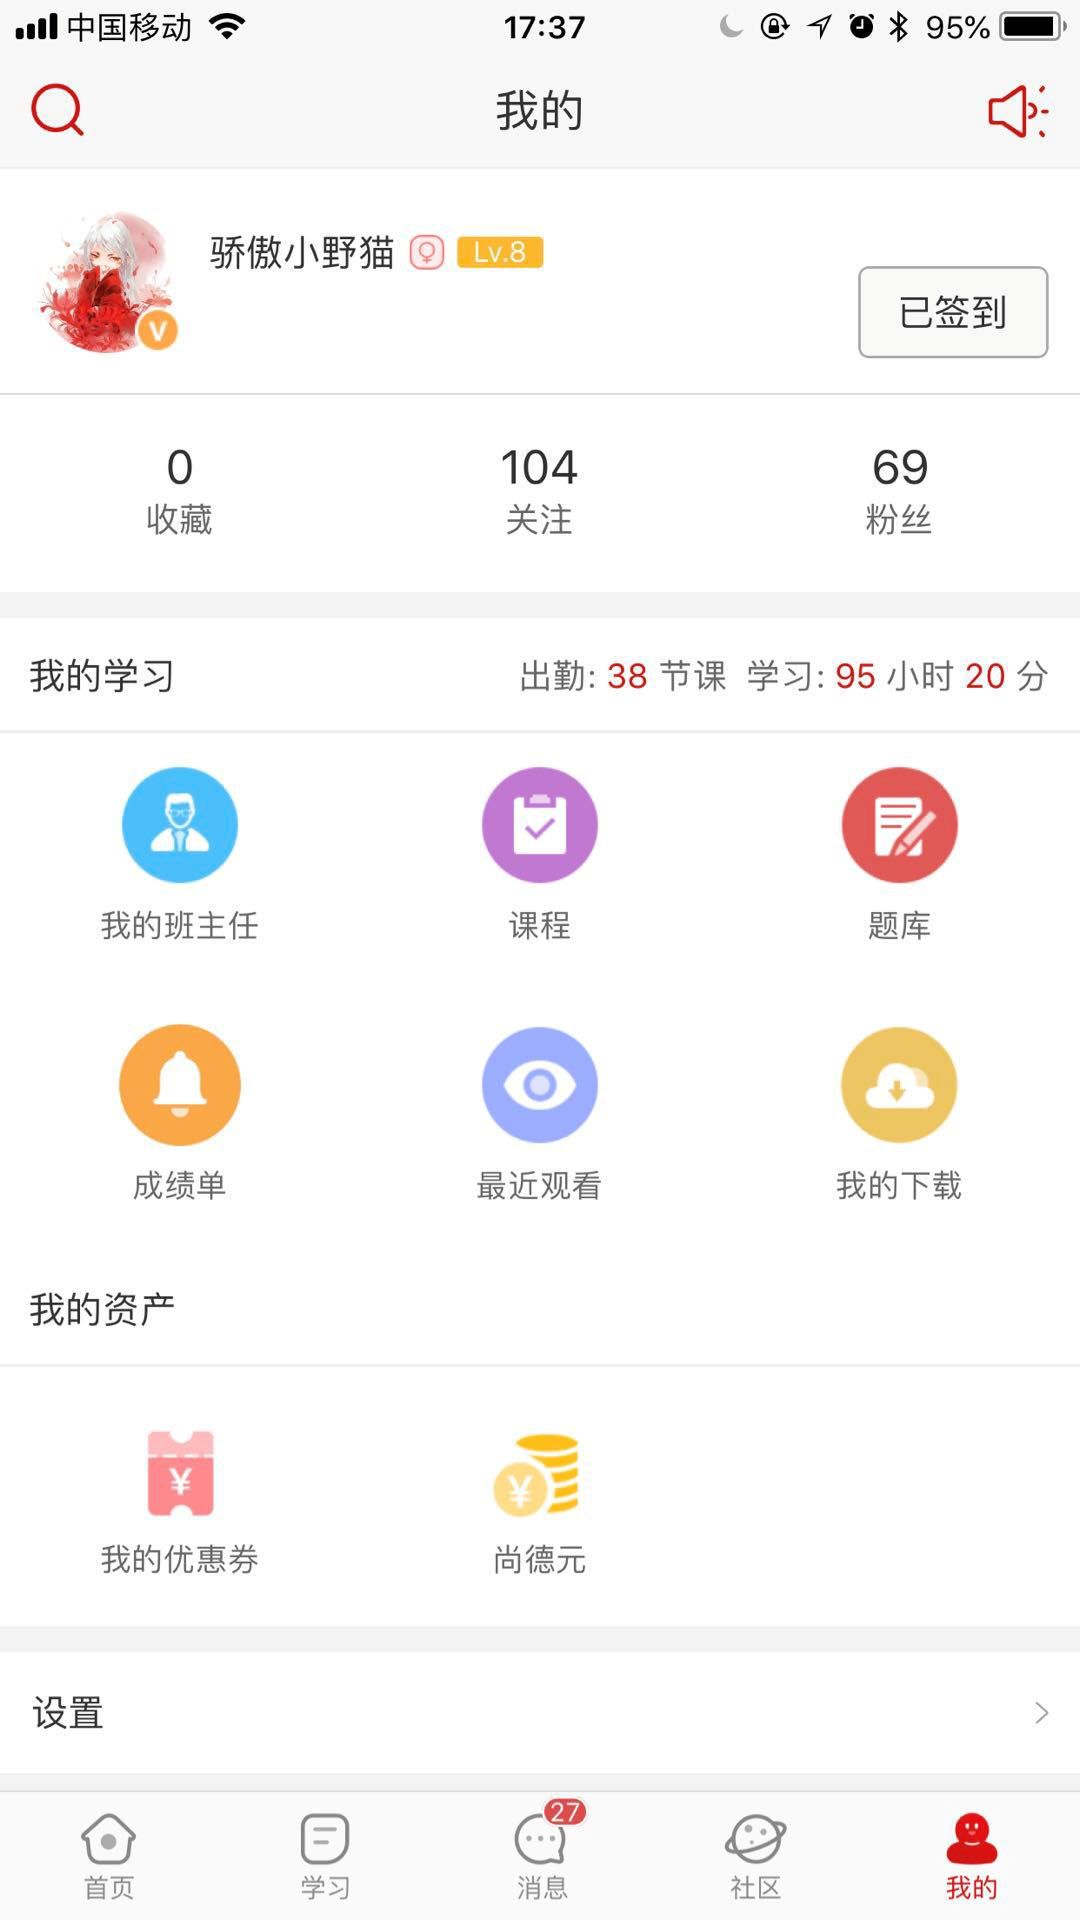 中国移动 17:37 95%
我的
骄傲小野猫 Lv.8
V
已签到
0 104 69
收藏 关注 粉丝
我的学习 出勤: 38 节课 学习: 95 小时 20 分
我的班主任 课程 题库
成绩单 最近观看 我的下载
我的资产
¥ ¥
我的优惠券 尚德元
设置
27
首页 学习 消息 社区 我的